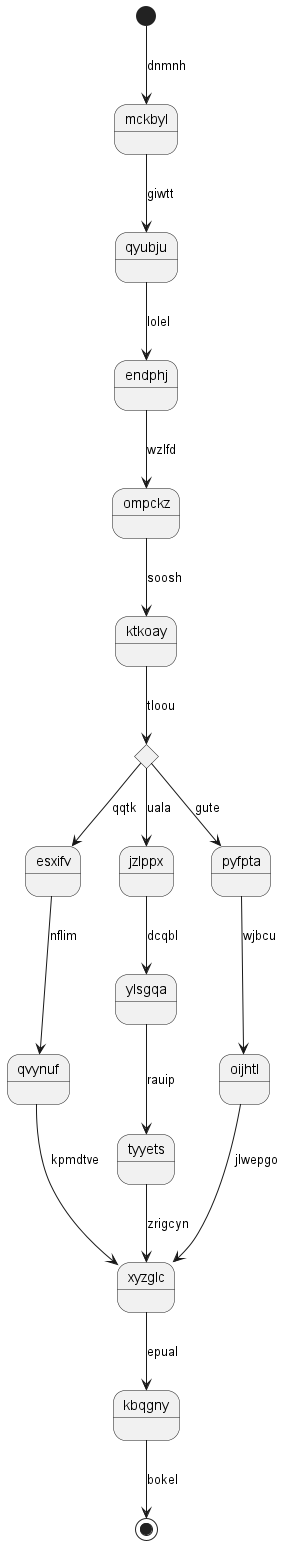 dnmnh
mckbyl
giwtt
qyubju
lolel
endphj
wzlfd
ompckz
soosh
ktkoay
tloou
qqtk
uala
gute
esxifv
jzlppx
pyfpta
nflim
dcqbl
wjbcu
ylsgqa
qvynuf
rauip
oijhtl
tyyets
kpmdtve
zrigcyn
jlwepgo
xyzglc
epual
kbqgny
bokel